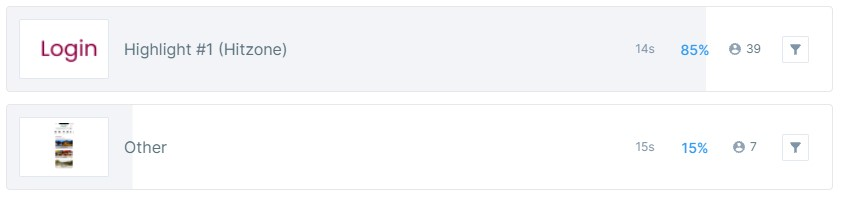 Login Highlight #1 (Hitzone) 14s 85% 39
Other 15s 15% 7